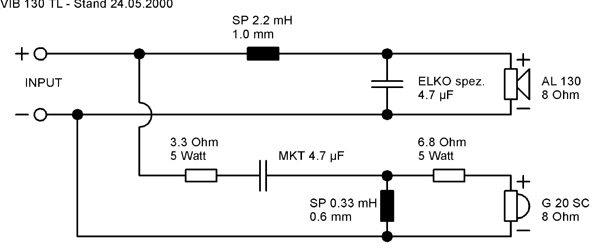 VIB 130 TL - Stand 24.05.2000
SP 2.2 mH
1.0 mm
+
+
INPUT
ELKO spez.
4.7 µF
AL 130
8 Ohm
−
−
3.3 Ohm
5 Watt
MKT 4.7 µF
6.8 Ohm
5 Watt
+
SP 0.33 mH
0.6 mm
G 20 SC
8 Ohm
−